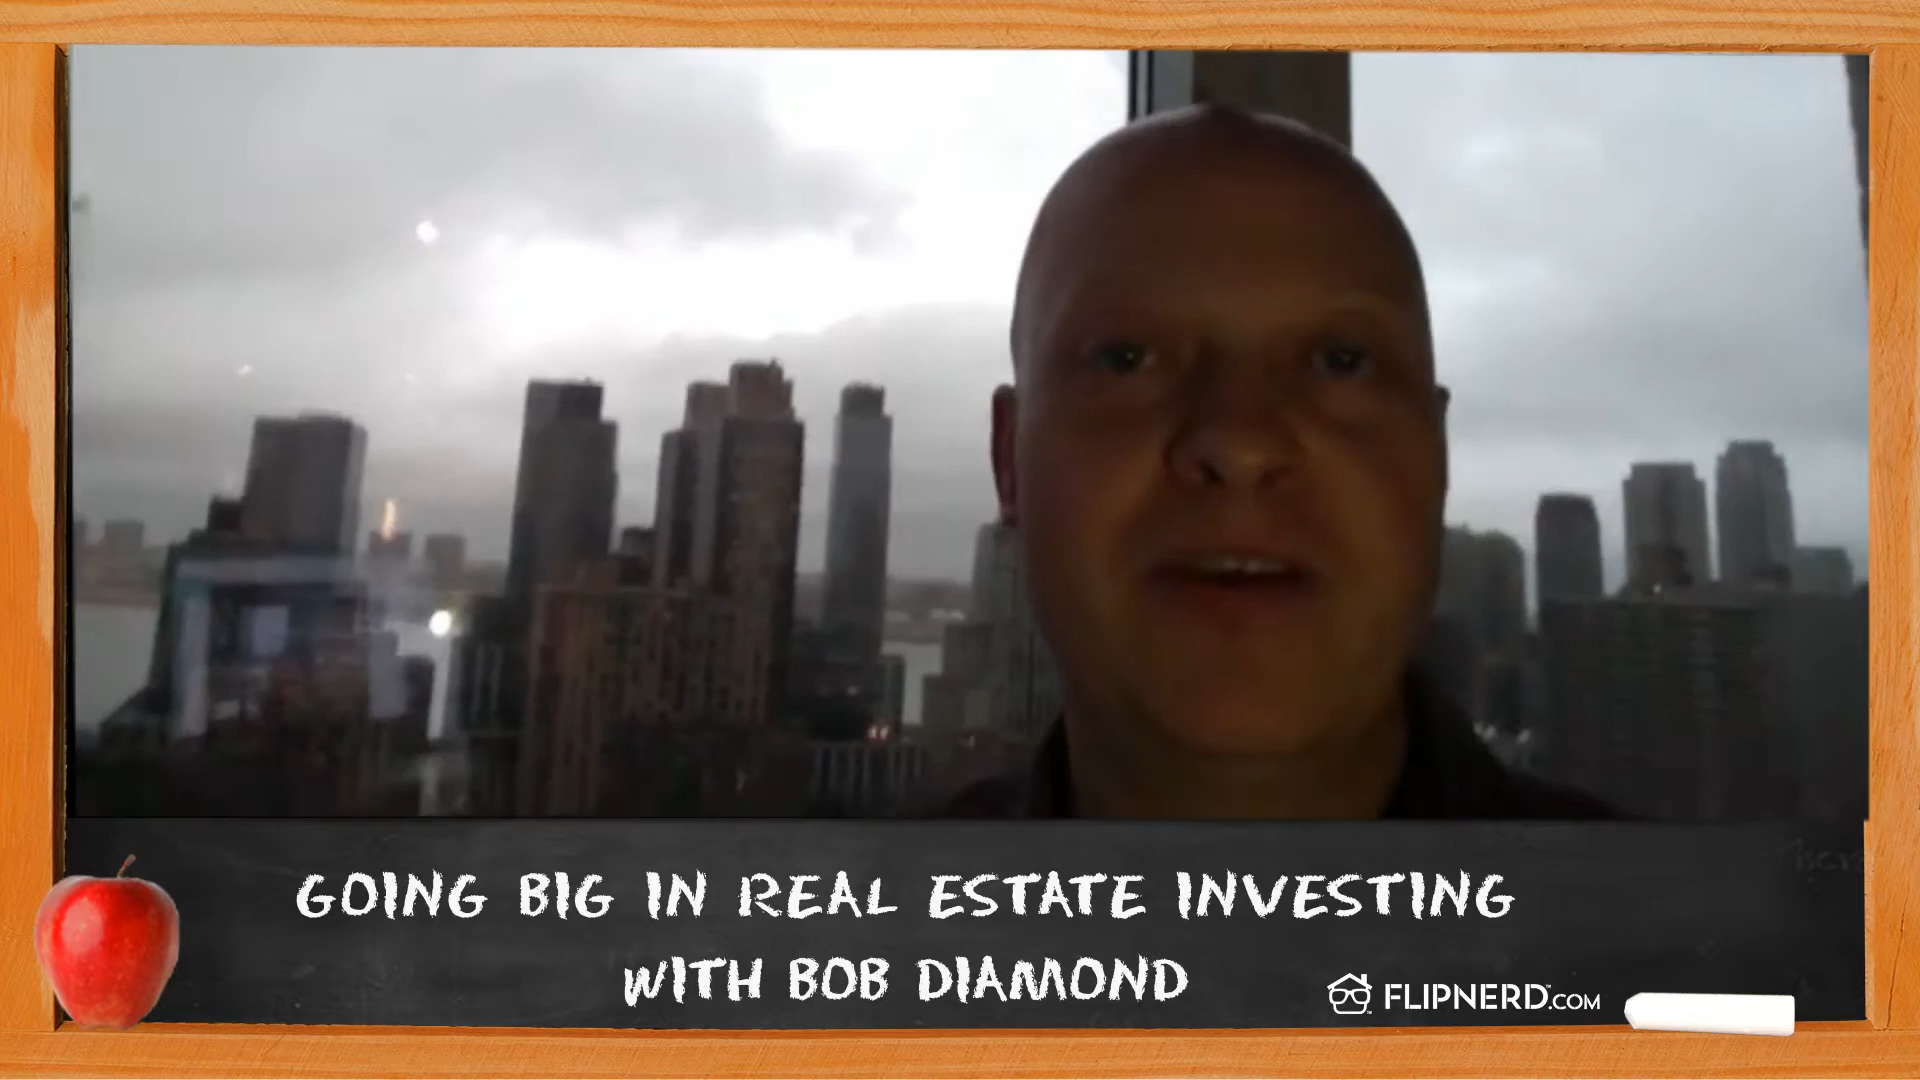 GOING BIG IN REAL ESTATE INVESTING
WITH BOB DIAMOND
FLIPNERD.COM